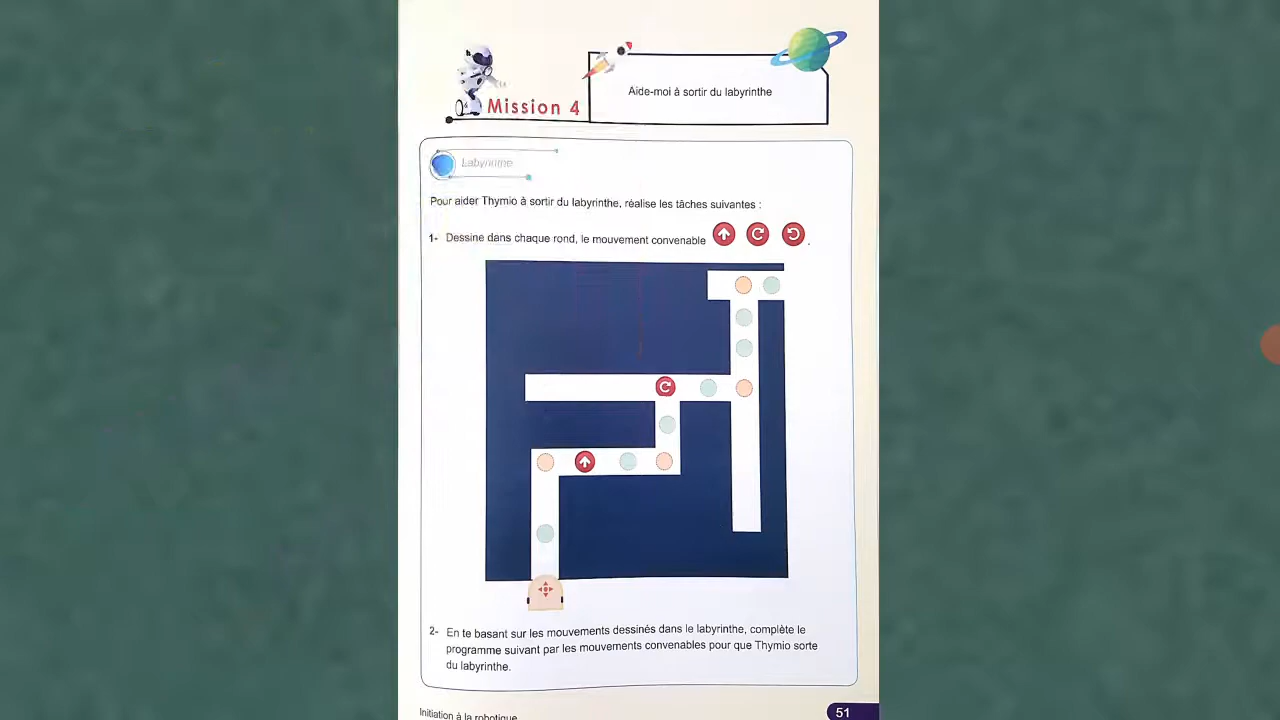 Aide-moi à sortir du labyrinthe
Mission 4
Labyrinthe
Pour aider Thymio à sortir du labyrinthe, réalise les tâches suivantes :
1- Dessine dans chaque rond, le mouvement convenable .
2- En te basant sur les mouvements dessinés dans le labyrinthe, complète le
programme suivant par les mouvements convenables pour que Thymio sorte
du labyrinthe.
Initiation à la robotique
51